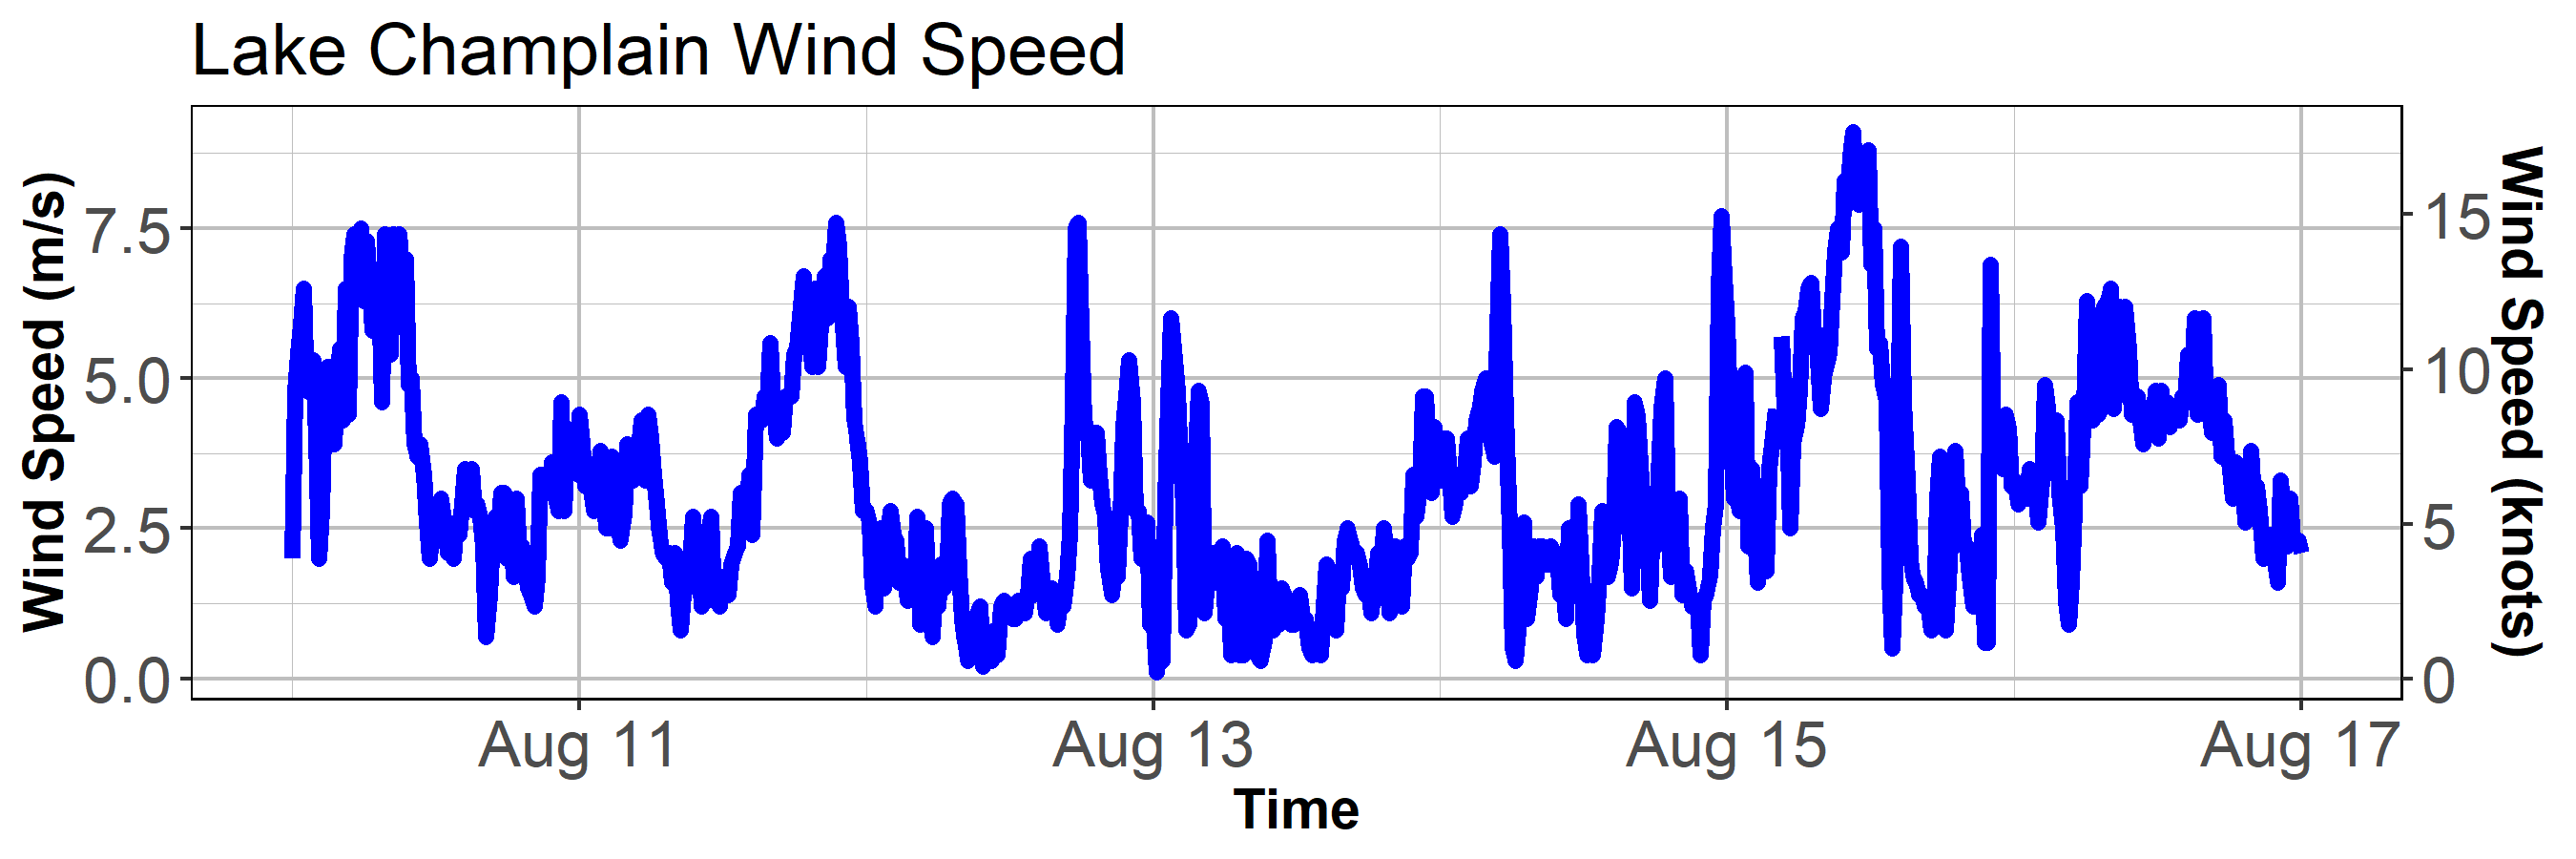 Lake Champlain Wind Speed
Wind Speed (m/s)
7.5
5.0
2.5
0.0
15
10
5
0
Wind Speed (knots)
Aug 11
Aug 13
Aug 15
Aug 17
Time